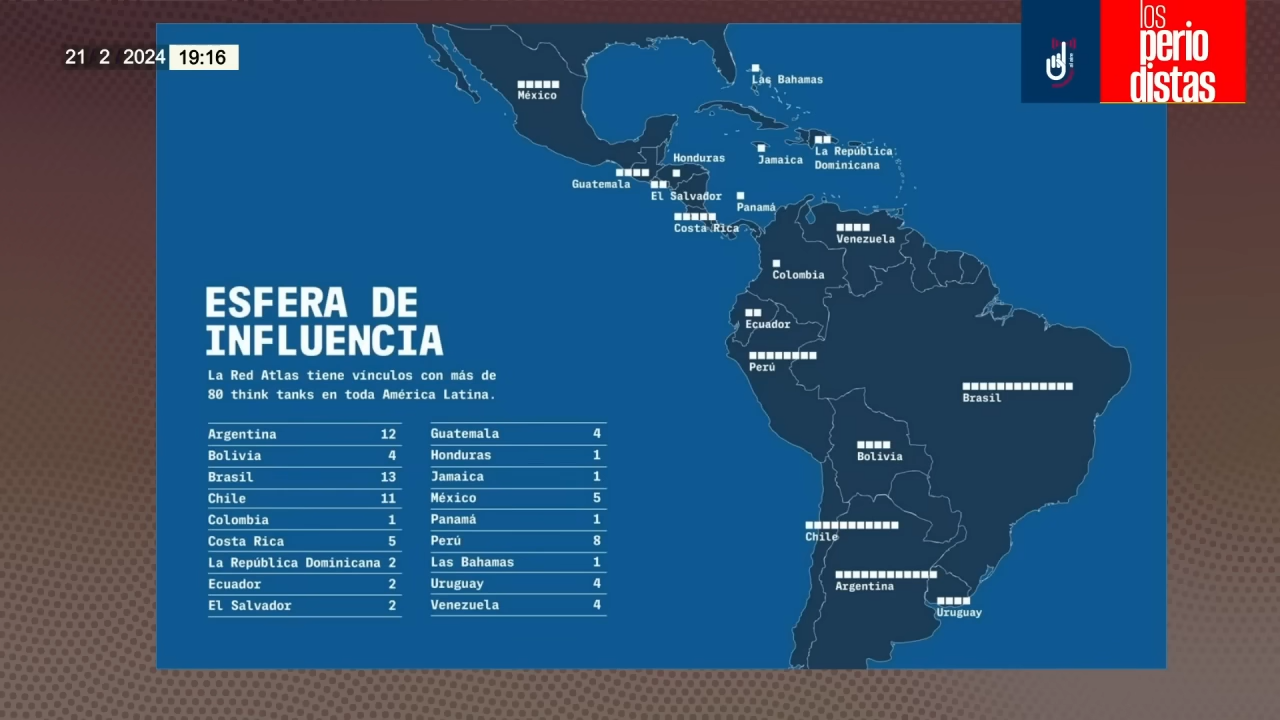 21 2 2024 19:16
los
perio
distas
México
Las Bahamas
La República
Dominicana
Jamaica
Honduras
Guatemala
El Salvador
Panamá
Costa Rica
Venezuela
Colombia
Ecuador
Perú
Brasil
Bolivia
Chile
Argentina
Uruguay
ESFERA DE
INFLUENCIA
La Red Atlas tiene vínculos con más de
80 think tanks en toda América Latina.
Argentina 12
Bolivia 4
Brasil 13
Chile 11
Colombia 1
Costa Rica 5
La República Dominicana 2
Ecuador 2
El Salvador 2
Guatemala 4
Honduras 1
Jamaica 1
México 5
Panamá 1
Perú 8
Las Bahamas 1
Uruguay 4
Venezuela 4